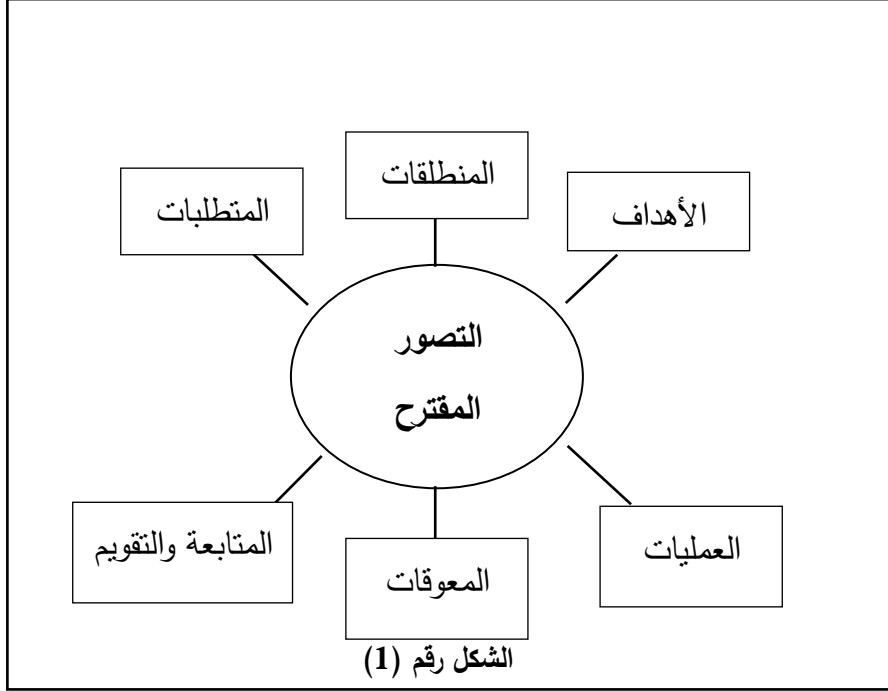 المنطلقات
الأهداف
المتطلبات
التصور
المقترح
العمليات
المعوقات
المتابعة والتقويم
الشكل رقم (1)